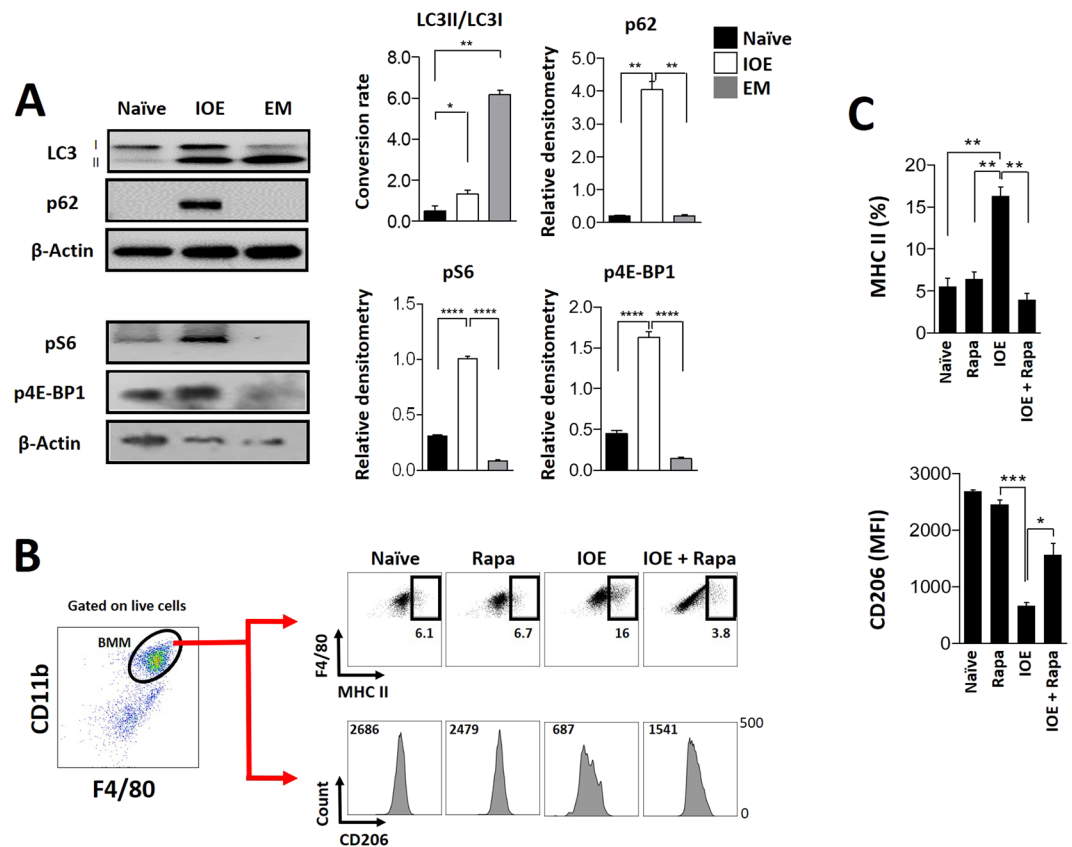 A
Naïve IOE EM
LC3
I
II
p62
β-Actin
pS6
p4E-BP1
β-Actin
LC3II/LC3I
Conversion rate
8.0
6.0
4.0
2.0
0.0
**
*
p62
Relative densitometry
5.0
4.0
3.0
2.0
1.0
0.0
** **
Naïve
IOE
EM
pS6
Relative densitometry
1.5
1.0
0.5
0.0
**** ****
p4E-BP1
Relative densitometry
2.0
1.5
1.0
0.5
0.0
**** ****
B
Gated on live cells
BMM
CD11b
F4/80
Naïve Rapa IOE IOE + Rapa
6.1 6.7 16 3.8
F4/80
MHC II
2686 2479 687 1541
500
0
Count
CD206
C
MHC II (%)
20
15
10
5
0
**
** **
Naïve
Rapa
IOE
IOE + Rapa
CD206 (MFI)
3000
2000
1000
0
***
*
Naïve
Rapa
IOE
IOE + Rapa